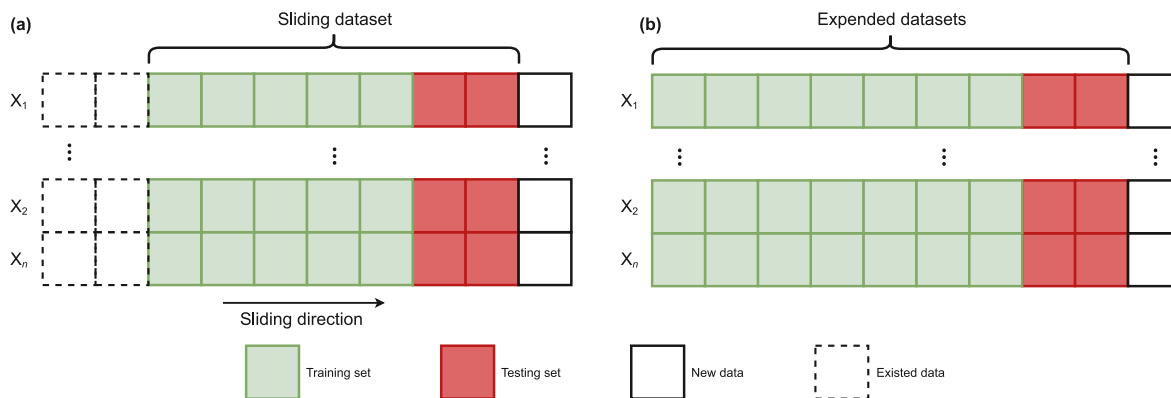 (a)
Sliding dataset
X1
⋮ ⋮ ⋮
X2
Xn
Sliding direction
(b)
Expended datasets
X1
⋮ ⋮ ⋮
X2
Xn
Training set
Testing set
New data
Existed data